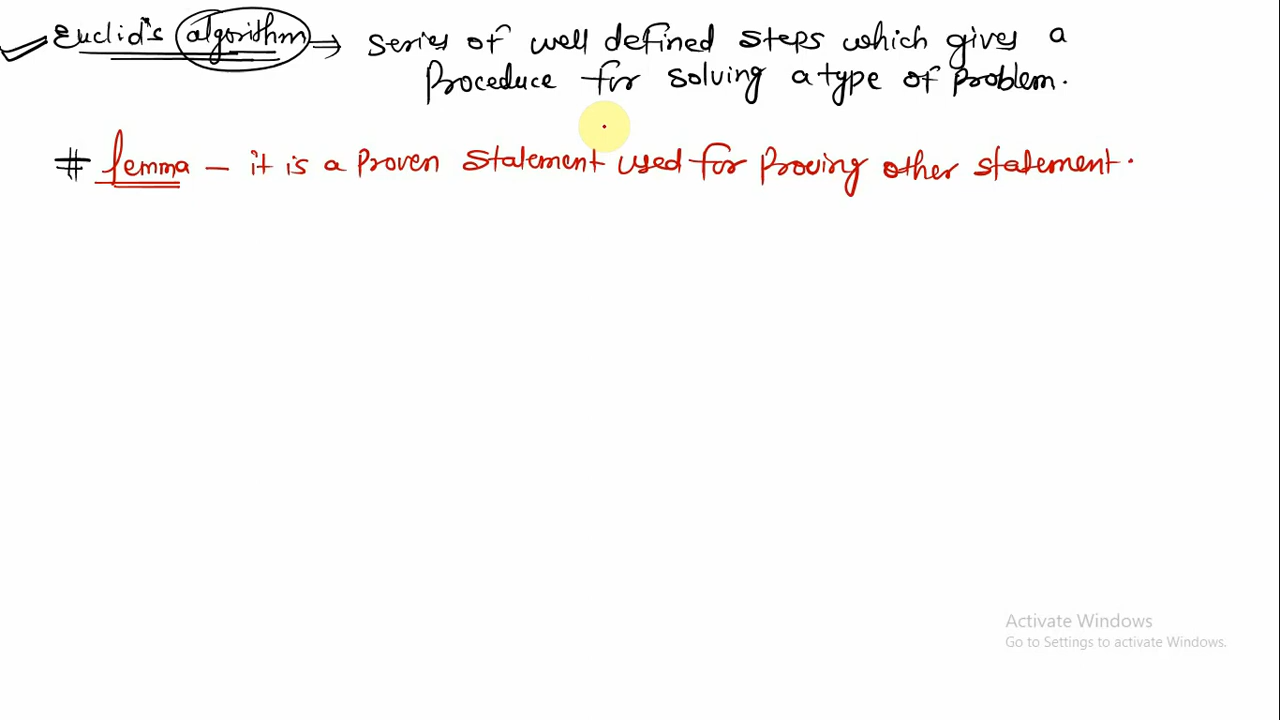 Euclid's algorithm ⇒ series of well defined steps which gives a
Proceduce for solving a type of Problem.
# lemma – it is a Proven statement used for Proving other statement.
Activate Windows
Go to Settings to activate Windows.